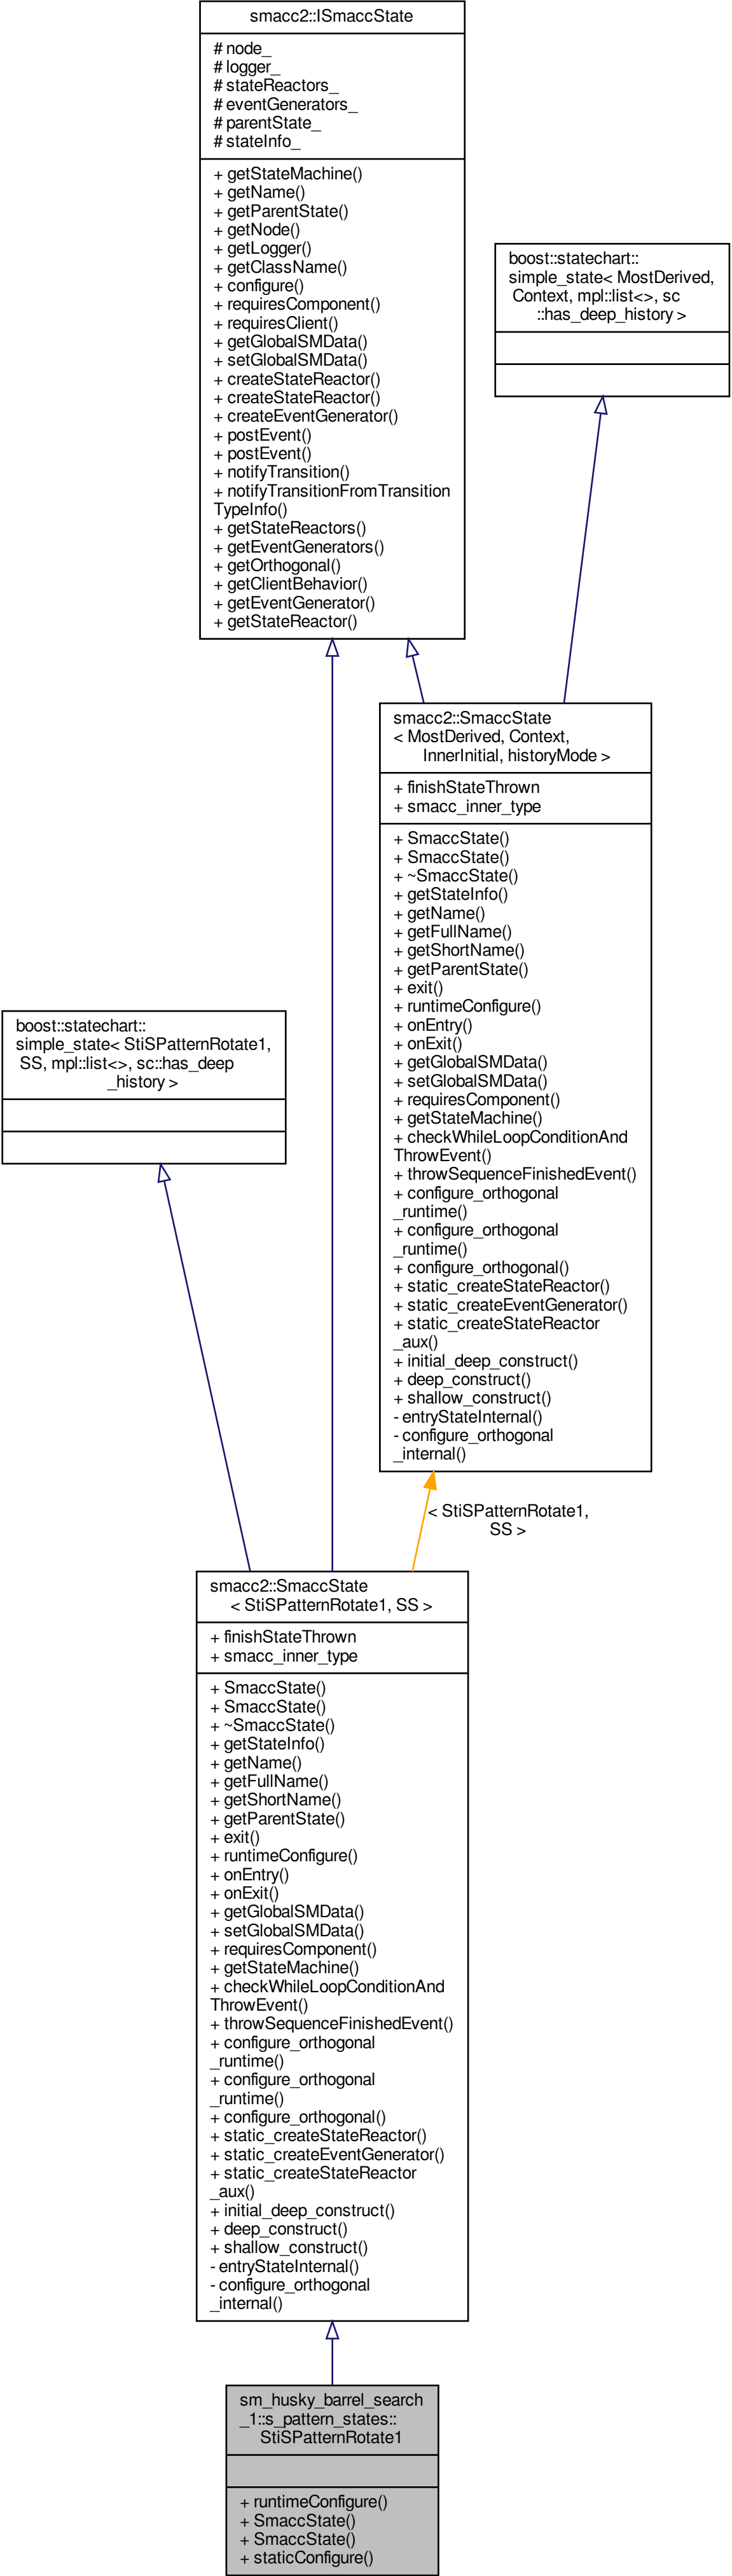 smacc2::ISmaccState
# node_
# logger_
# stateReactors_
# eventGenerators_
# parentState_
# stateInfo_
+ getStateMachine()
+ getName()
+ getParentState()
+ getNode()
+ getLogger()
+ getClassName()
+ configure()
+ requiresComponent()
+ requiresClient()
+ getGlobalSMData()
+ setGlobalSMData()
+ createStateReactor()
+ createStateReactor()
+ createEventGenerator()
+ postEvent()
+ postEvent()
+ notifyTransition()
+ notifyTransitionFromTransition
TypeInfo()
+ getStateReactors()
+ getEventGenerators()
+ getOrthogonal()
+ getClientBehavior()
+ getEventGenerator()
+ getStateReactor()
boost::statechart::
simple_state< MostDerived,
Context, mpl::list<>, sc
::has_deep_history >
smacc2::SmaccState
< MostDerived, Context,
InnerInitial, historyMode >
+ finishStateThrown
+ smacc_inner_type
+ SmaccState()
+ SmaccState()
+ ~SmaccState()
+ getStateInfo()
+ getName()
+ getFullName()
+ getShortName()
+ getParentState()
+ exit()
+ runtimeConfigure()
+ onEntry()
+ onExit()
+ getGlobalSMData()
+ setGlobalSMData()
+ requiresComponent()
+ getStateMachine()
+ checkWhileLoopConditionAnd
ThrowEvent()
+ throwSequenceFinishedEvent()
+ configure_orthogonal
_runtime()
+ configure_orthogonal
_runtime()
+ configure_orthogonal()
+ static_createStateReactor()
+ static_createEventGenerator()
+ static_createStateReactor
_aux()
+ initial_deep_construct()
+ deep_construct()
+ shallow_construct()
- entryStateInternal()
- configure_orthogonal
_internal()
boost::statechart::
simple_state< StiSPatternRotate1,
SS, mpl::list<>, sc::has_deep
_history >
< StiSPatternRotate1,
SS >
smacc2::SmaccState
< StiSPatternRotate1, SS >
+ finishStateThrown
+ smacc_inner_type
+ SmaccState()
+ SmaccState()
+ ~SmaccState()
+ getStateInfo()
+ getName()
+ getFullName()
+ getShortName()
+ getParentState()
+ exit()
+ runtimeConfigure()
+ onEntry()
+ onExit()
+ getGlobalSMData()
+ setGlobalSMData()
+ requiresComponent()
+ getStateMachine()
+ checkWhileLoopConditionAnd
ThrowEvent()
+ throwSequenceFinishedEvent()
+ configure_orthogonal
_runtime()
+ configure_orthogonal
_runtime()
+ configure_orthogonal()
+ static_createStateReactor()
+ static_createEventGenerator()
+ static_createStateReactor
_aux()
+ initial_deep_construct()
+ deep_construct()
+ shallow_construct()
- entryStateInternal()
- configure_orthogonal
_internal()
sm_husky_barrel_search
_1::s_pattern_states::
StiSPatternRotate1
+ runtimeConfigure()
+ SmaccState()
+ SmaccState()
+ staticConfigure()